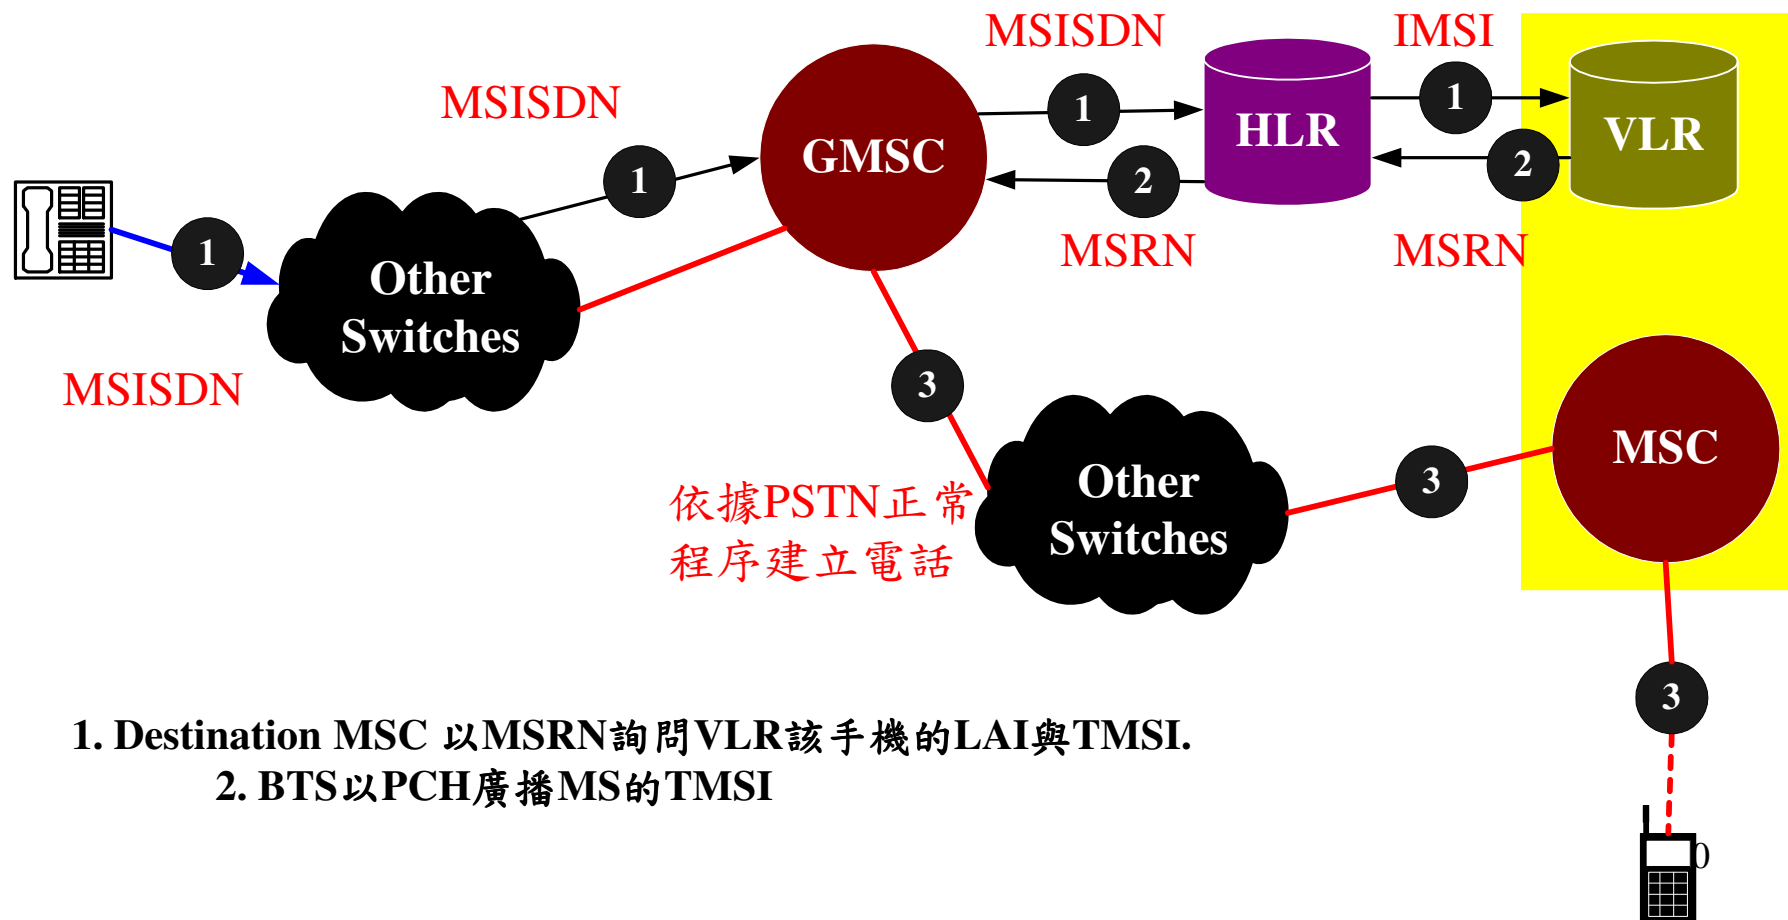 MSISDN
IMSI
MSISDN
1
1
HLR
VLR
GMSC
1
2
2
1
MSRN
MSRN
Other
Switches
MSISDN
3
依據PSTN正常
程序建立電話
Other
Switches
3
MSC
3
1. Destination MSC 以MSRN詢問VLR該手機的LAI與TMSI.
2. BTS以PCH廣播MS的TMSI
0